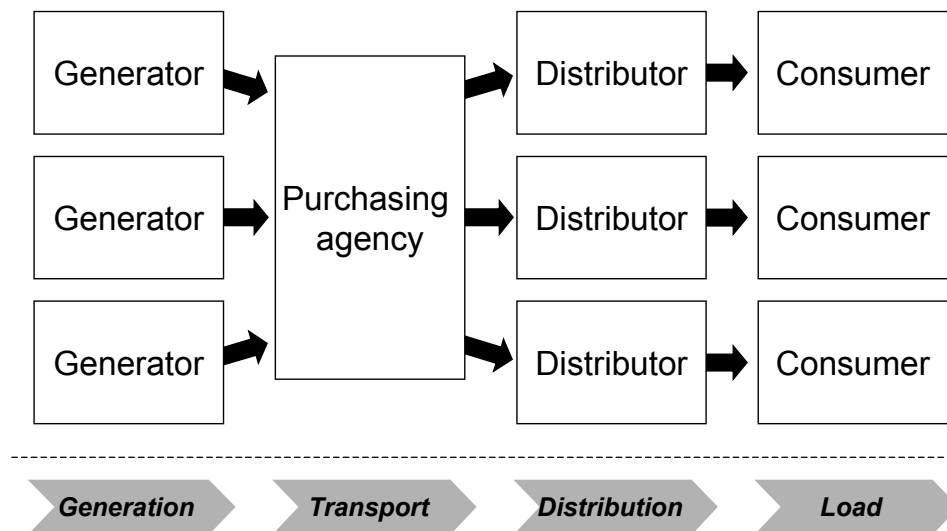 Generator
Distributor
Consumer
Generator
Purchasing
agency
Distributor
Consumer
Generator
Distributor
Consumer
Generation
Transport
Distribution
Load